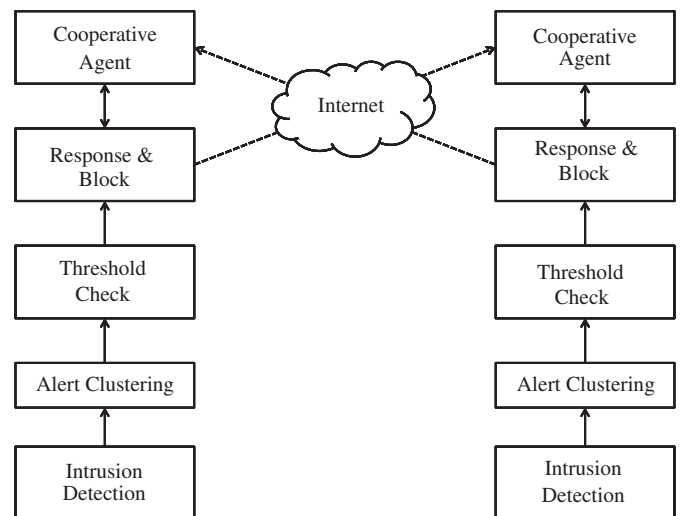 Cooperative
Agent
Internet
Cooperative
Agent
Response &
Block
Response &
Block
Threshold
Check
Threshold
Check
Alert Clustering
Alert Clustering
Intrusion
Detection
Intrusion
Detection